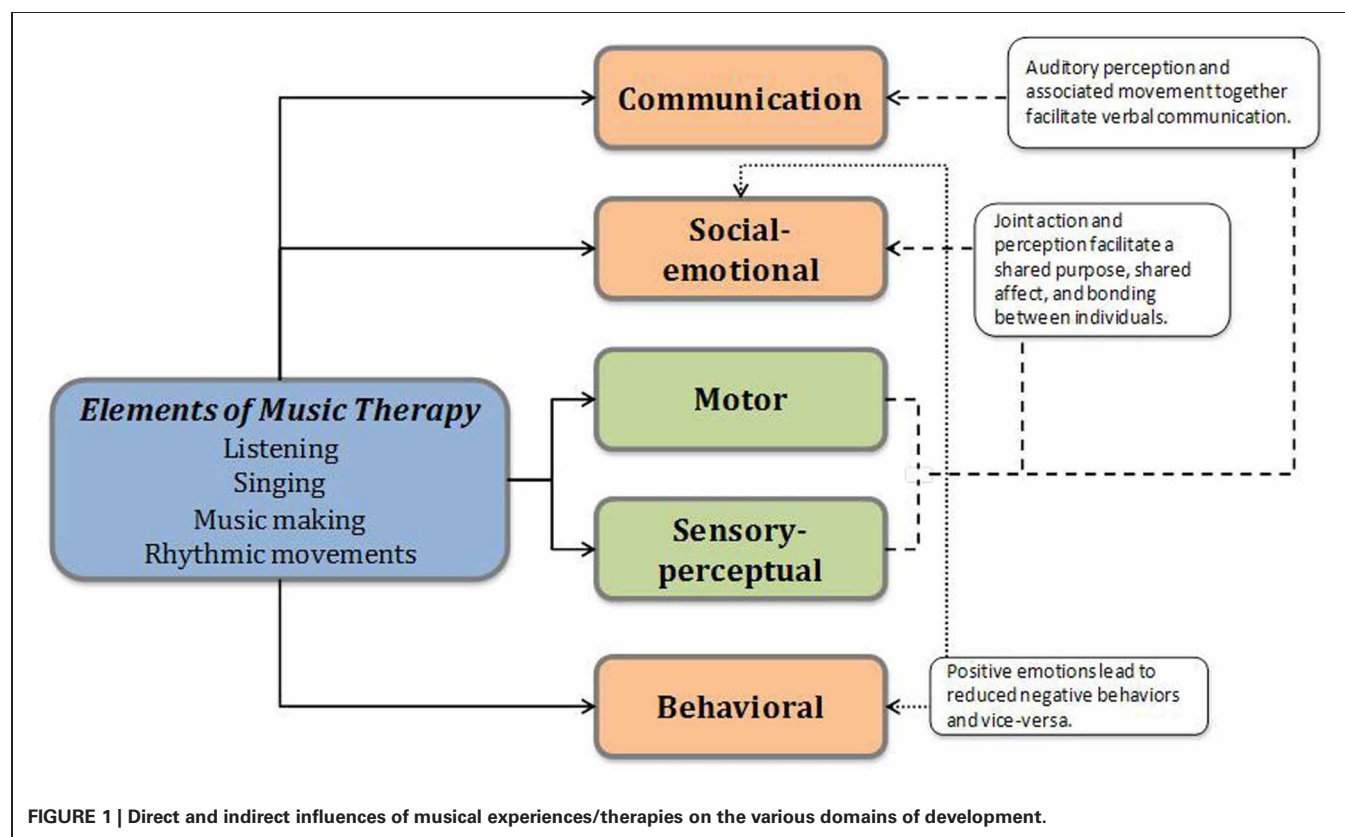 Communication
Auditory perception and
associated movement together
facilitate verbal communication.
Social-
emotional
Joint action and
perception facilitate a
shared purpose, shared
affect, and bonding
between individuals.
Elements of Music Therapy
Listening
Singing
Music making
Rhythmic movements
Motor
Sensory-
perceptual
Behavioral
Positive emotions lead to
reduced negative behaviors
and vice-versa.
FIGURE 1 | Direct and indirect influences of musical experiences/therapies on the various domains of development.